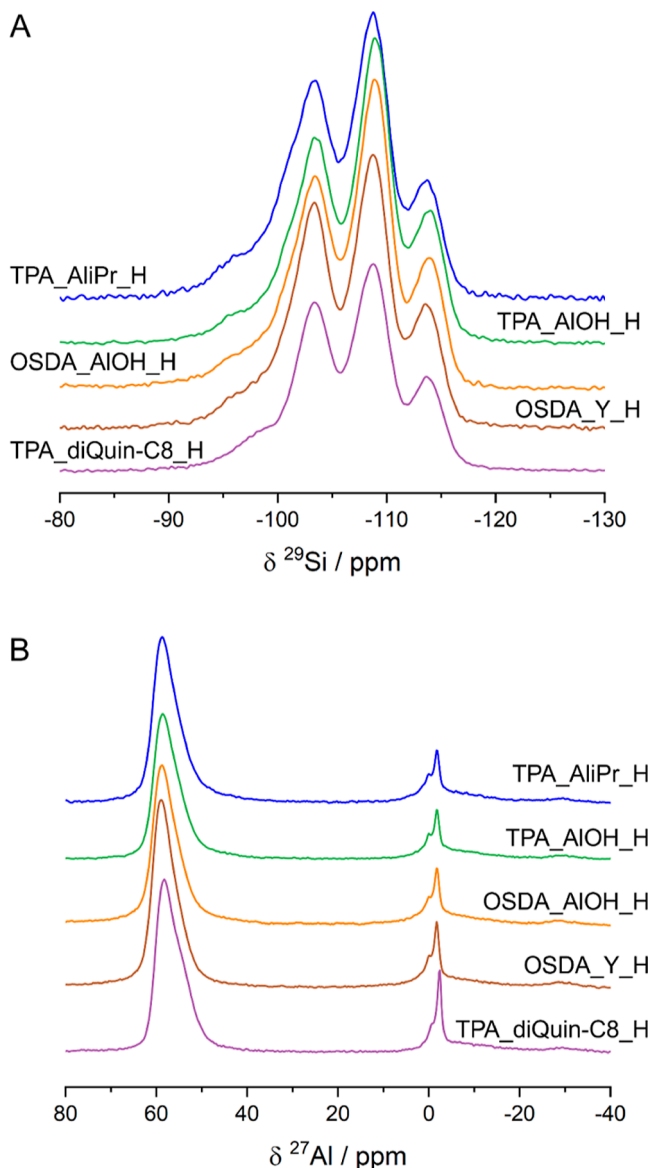 A
TPA_AliPr_H
TPA_AlOH_H
OSDA_AlOH_H
OSDA_Y_H
TPA_diQuin-C8_H
-80 -90 -100 -110 -120 -130
δ ²⁹Si / ppm
B
TPA_AliPr_H
TPA_AlOH_H
OSDA_AlOH_H
OSDA_Y_H
TPA_diQuin-C8_H
80 60 40 20 0 -20 -40
δ ²⁷Al / ppm